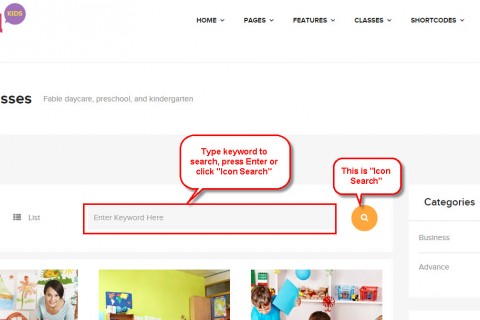 KIDS
HOME PAGES FEATURES CLASSES SHORTCODES
sses Fable daycare, preschool, and kindergarten
Type keyword to
search, press Enter or
click "Icon Search"
This is "Icon
Search"
List
Enter Keyword Here
Categories
Business
Advance